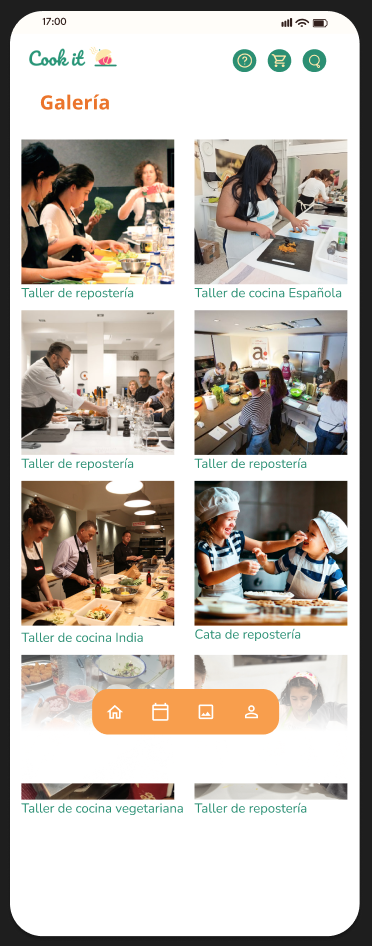 17:00
Cook it
Galería
Taller de repostería
Taller de cocina Española
a.
Taller de repostería
Taller de repostería
Taller de cocina India
Cata de repostería
Taller de cocina vegetariana
Taller de repostería